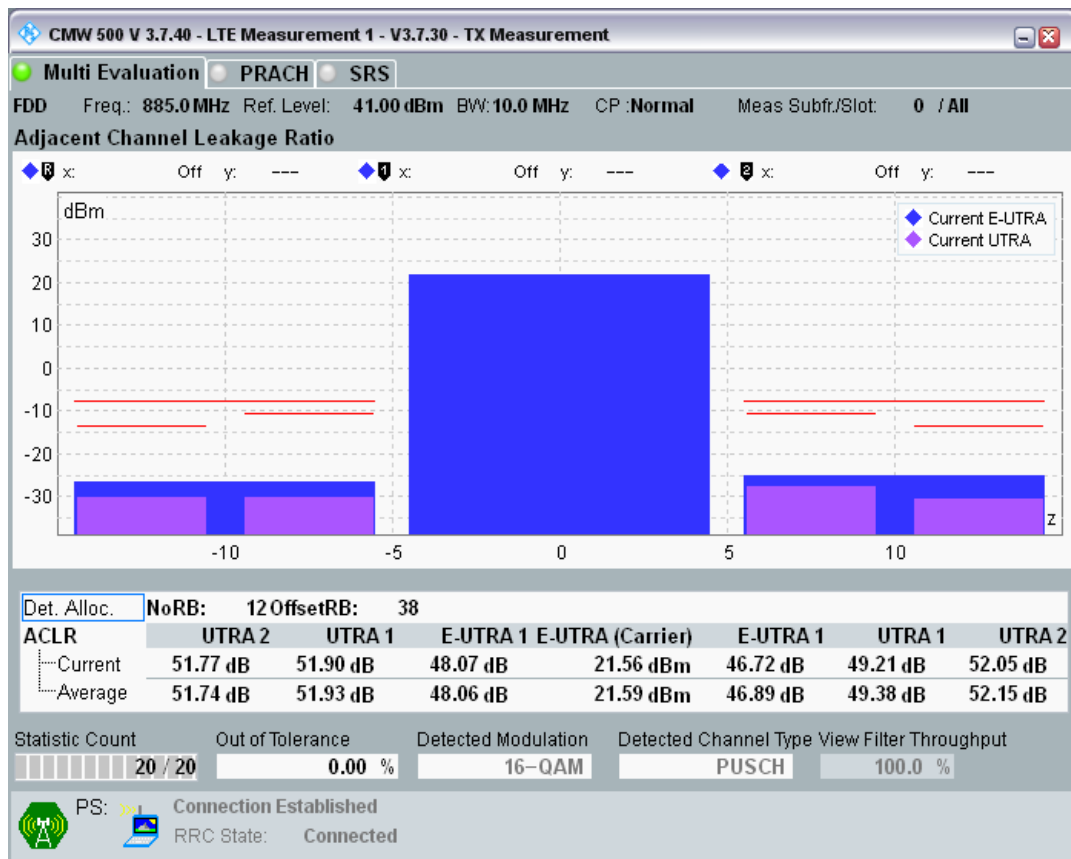 CMW 500 V 3.7.40 - LTE Measurement 1 - V3.7.30 - TX Measurement
Multi Evaluation PRACH SRS
FDD Freq.: 885.0 MHz Ref. Level: 41.00 dBm BW: 10.0 MHz CP :Normal Meas Subfr./Slot: 0 / All
Adjacent Channel Leakage Ratio
R x: Off y: --- 1 x: Off y: --- 2 x: Off y: ---
dBm
Current E-UTRA
Current UTRA
30
20
10
0
-10
-20
-30
z
-10 -5 0 5 10
Det. Alloc. NoRB: 12 OffsetRB: 38
ACLR UTRA 2 UTRA 1 E-UTRA 1 E-UTRA (Carrier) E-UTRA 1 UTRA 1 UTRA 2
Current 51.77 dB 51.90 dB 48.07 dB 21.56 dBm 46.72 dB 49.21 dB 52.05 dB
Average 51.74 dB 51.93 dB 48.06 dB 21.59 dBm 46.89 dB 49.38 dB 52.15 dB
Statistic Count Out of Tolerance Detected Modulation Detected Channel Type View Filter Throughput
20 / 20 0.00 % 16-QAM PUSCH 100.0 %
PS: Connection Established
RRC State: Connected